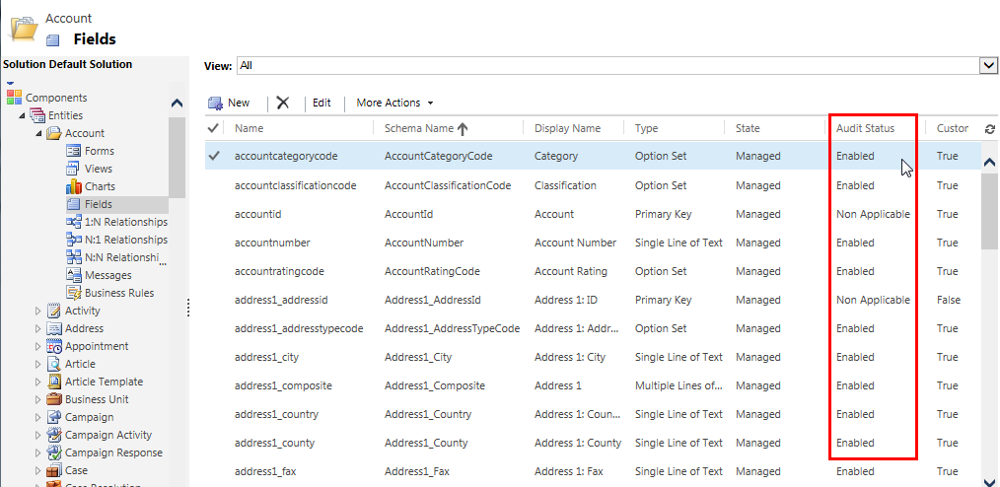 Account
Fields
Solution Default Solution
Components
Entities
Account
Forms
Views
Charts
Fields
1:N Relationships
N:1 Relationships
N:N Relationshi...
Messages
Business Rules
Activity
Address
Appointment
Article
Article Template
Business Unit
Campaign
Campaign Activity
Campaign Response
Case
Case Resolution
View: All
New Edit More Actions
Name Schema Name Display Name Type State Audit Status Custor
accountcategorycode AccountCategoryCode Category Option Set Managed Enabled True
accountclassificationcode AccountClassificationCode Classification Option Set Managed Enabled True
accountid AccountId Account Primary Key Managed Non Applicable True
accountnumber AccountNumber Account Number Single Line of Text Managed Enabled True
accountratingcode AccountRatingCode Account Rating Option Set Managed Enabled True
address1_addressid Address1_AddressId Address 1: ID Primary Key Managed Non Applicable False
address1_addresstypecode Address1_AddressTypeCode Address 1: Addr... Option Set Managed Enabled True
address1_city Address1_City Address 1: City Single Line of Text Managed Enabled True
address1_composite Address1_Composite Address 1 Multiple Lines of... Managed Enabled True
address1_country Address1_Country Address 1: Coun... Single Line of Text Managed Enabled True
address1_county Address1_County Address 1: County Single Line of Text Managed Enabled True
address1_fax Address1_Fax Address 1: Fax Single Line of Text Managed Enabled True